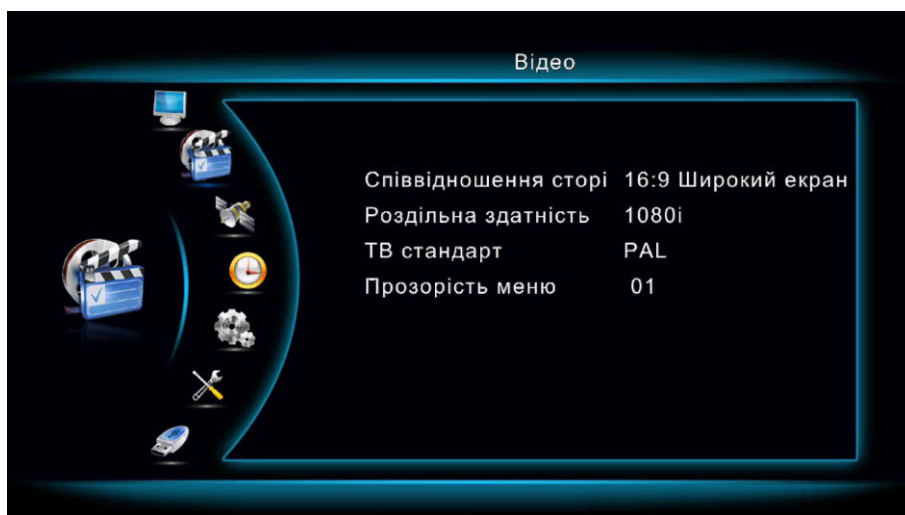 Відео
Співвідношення сторі 16:9 Широкий екран
Роздільна здатність 1080i
ТВ стандарт PAL
Прозорість меню 01